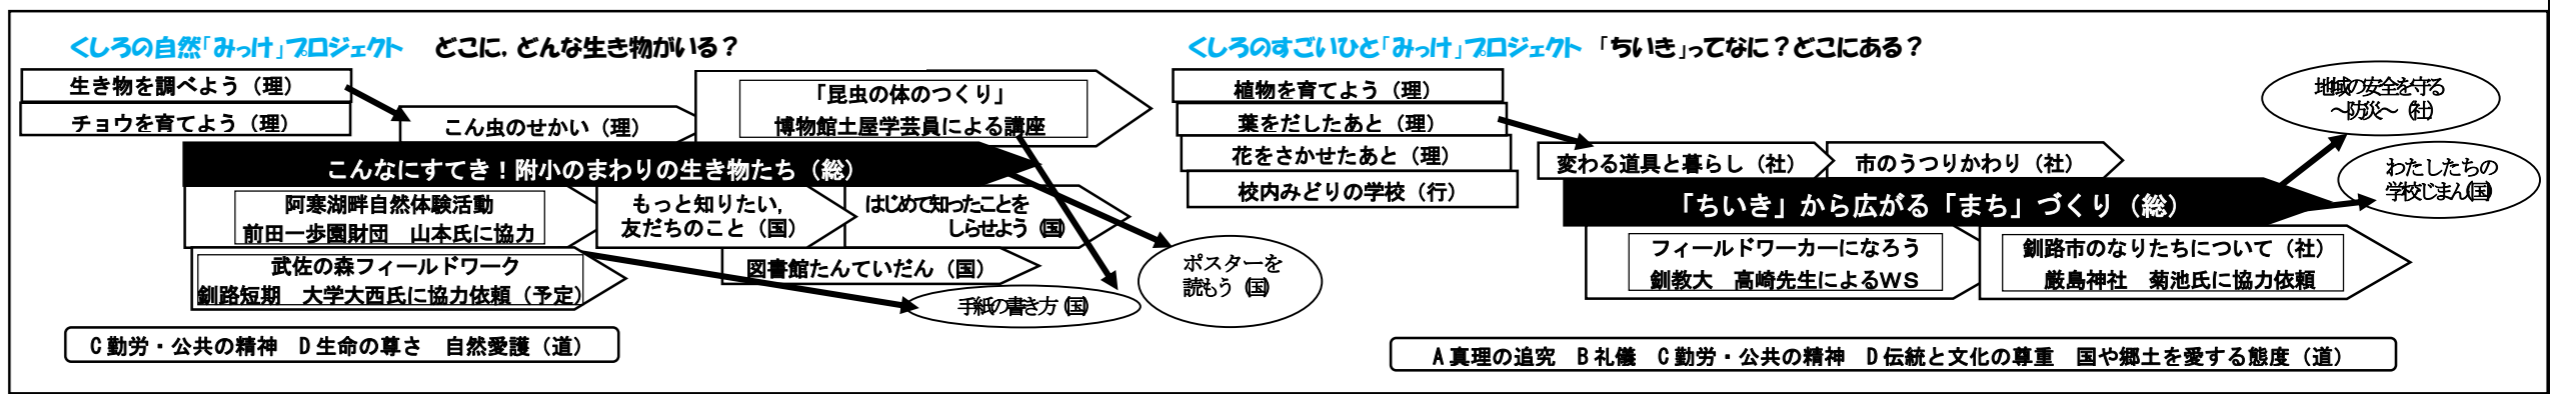 くしろの自然「みっけ」プロジェクト　どこに，どんな生き物がいる？
生き物を調べよう（理）
チョウを育てよう（理）
こん虫のせかい（理）
「昆虫の体のつくり」
博物館土屋学芸員による講座
こんなにすてき！附小のまわりの生き物たち（総）
阿寒湖畔自然体験活動
前田一歩園財団　山本氏に協力
もっと知りたい，
友だちのこと（国）
はじめて知ったことを
しらせよう（国）
武佐の森フィールドワーク
釧路短期　大学大西氏に協力依頼（予定）
図書館たんていだん（国）
手紙の書き方（国）
ポスターを
読もう（国）
C勤労・公共の精神　D生命の尊さ　自然愛護（道）
くしろのすごいひと「みっけ」プロジェクト　「ちいき」ってなに？どこにある？
植物を育てよう（理）
葉をだしたあと（理）
花をさかせたあと（理）
校内みどりの学校（行）
変わる道具と暮らし（社）
市のうつりかわり（社）
地域の安全を守る
～防災～（社）
わたしたちの
学校じまん（国）
「ちいき」から広がる「まち」づくり（総）
フィールドワーカーになろう
釧教大　高崎先生によるWS
釧路市のなりたちについて（社）
厳島神社　菊池氏に協力依頼
A真理の追究　B礼儀　C勤労・公共の精神　D伝統と文化の尊重　国や郷土を愛する態度（道）